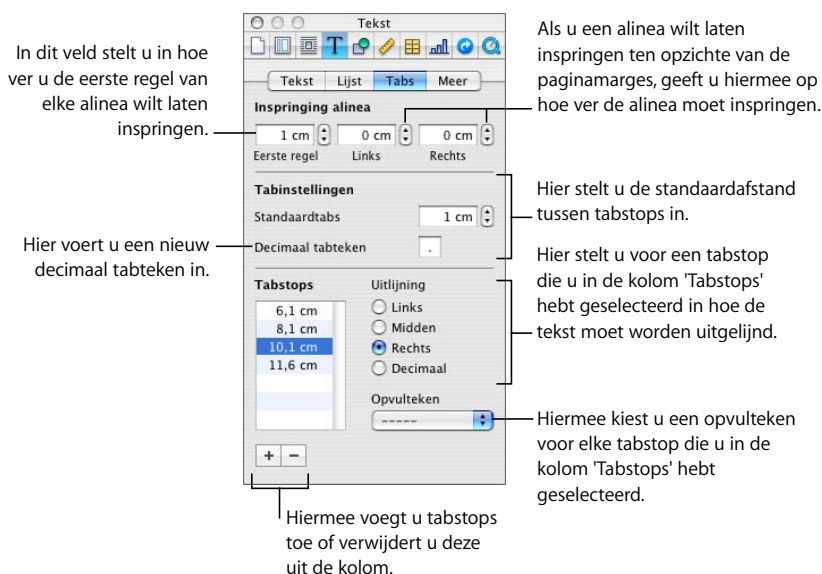 In dit veld stelt u in hoe
ver u de eerste regel van
elke alinea wilt laten
inspringen.
Als u een alinea wilt laten
inspringen ten opzichte van de
paginamarges, geeft u hiermee op
hoe ver de alinea moet inspringen.
Tekst
Tekst Lijst Tabs Meer
Inspringing alinea
1 cm 0 cm 0 cm
Eerste regel Links Rechts
Tabinstellingen
Standaardtabs 1 cm
Decimaal tabteken .
Hier voert u een nieuw
decimaal tabteken in.
Hier stelt u de standaardafstand
tussen tabstops in.
Tabstops Uitlijning
6,1 cm Links
8,1 cm Midden
10,1 cm Rechts
11,6 cm Decimaal
Opvulteken
-----
+ −
Hier stelt u voor een tabstop
die u in de kolom 'Tabstops'
hebt geselecteerd in hoe de
tekst moet worden uitgelijnd.
Hiermee kiest u een opvulteken
voor elke tabstop die u in de
kolom 'Tabstops' hebt
geselecteerd.
Hiermee voegt u tabstops
toe of verwijdert u deze
uit de kolom.